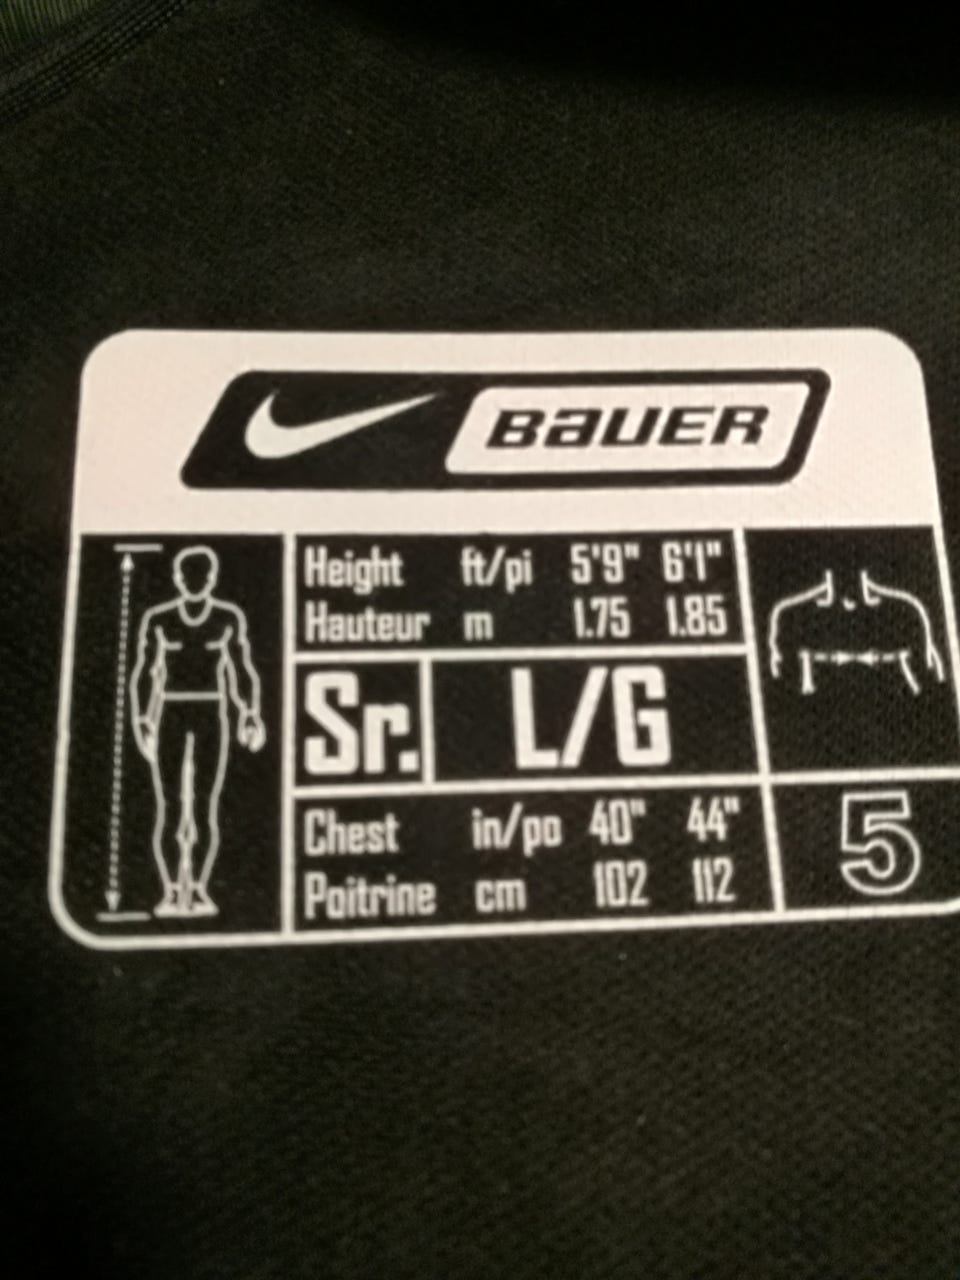 BAUER
Height ft/pi 5'9" 6'1"
Hauteur m 1.75 1.85
Sr. L/G
Chest in/po 40" 44"
Poitrine cm 102 112
5